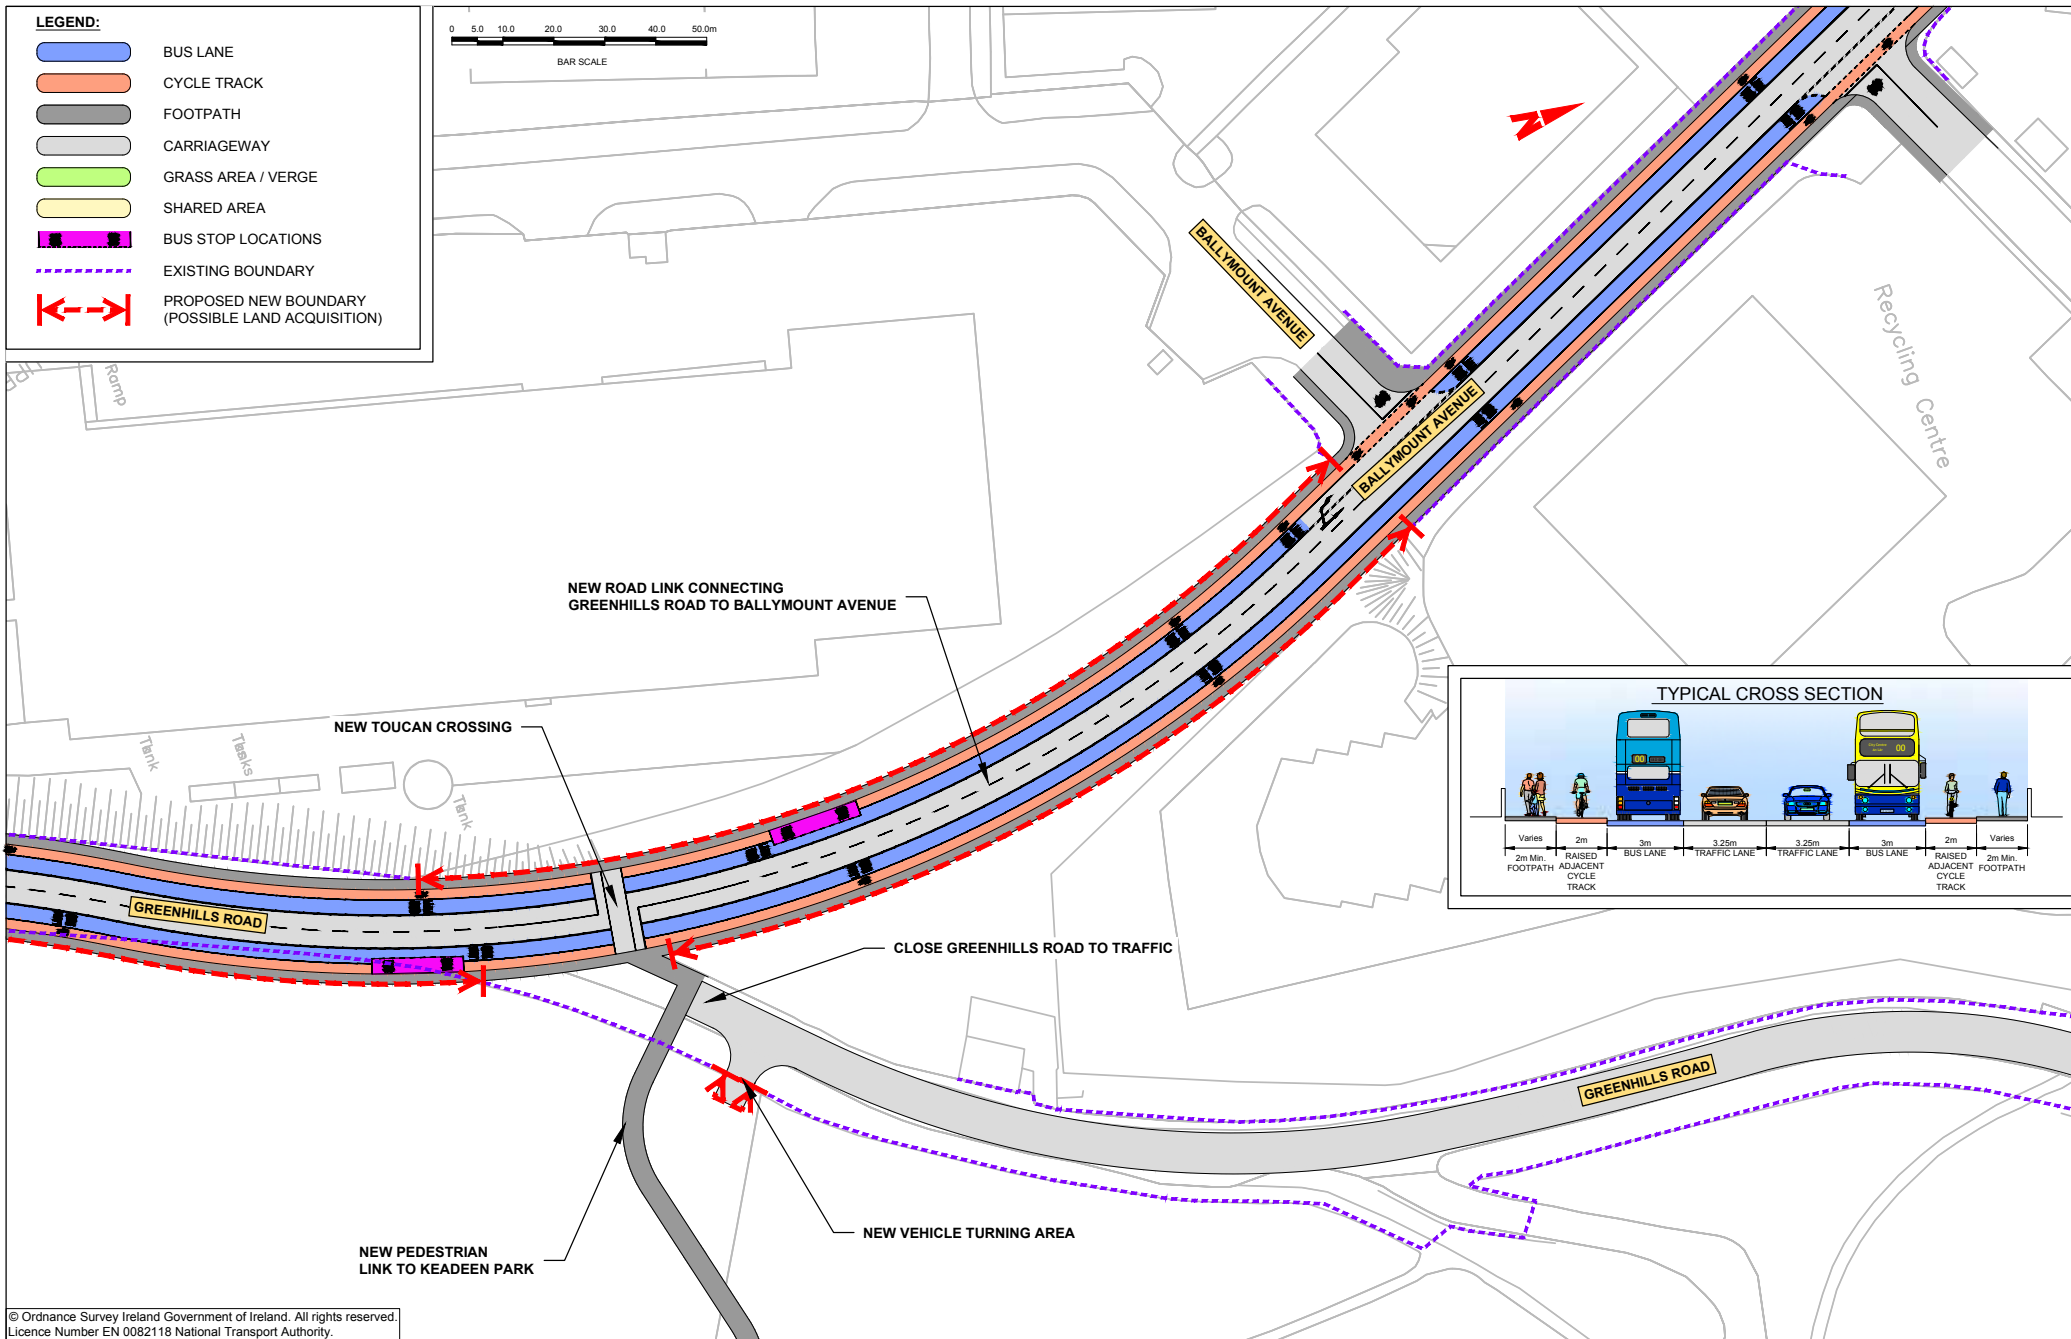 LEGEND:
BUS LANE
CYCLE TRACK
FOOTPATH
CARRIAGEWAY
GRASS AREA / VERGE
SHARED AREA
BUS STOP LOCATIONS
EXISTING BOUNDARY
PROPOSED NEW BOUNDARY
(POSSIBLE LAND ACQUISITION)
0 5.0 10.0 20.0 30.0 40.0 50.0m
BAR SCALE
N
BALLYMOUNT AVENUE
BALLYMOUNT AVENUE
Recycling Centre
Ramp
NEW ROAD LINK CONNECTING
GREENHILLS ROAD TO BALLYMOUNT AVENUE
NEW TOUCAN CROSSING
Tank
Tasks
Tank
GREENHILLS ROAD
CLOSE GREENHILLS ROAD TO TRAFFIC
GREENHILLS ROAD
NEW VEHICLE TURNING AREA
NEW PEDESTRIAN
LINK TO KEADEEN PARK
TYPICAL CROSS SECTION
00
00
Varies 2m 3m 3.25m 3.25m 3m 2m Varies
2m Min. RAISED BUS LANE TRAFFIC LANE TRAFFIC LANE BUS LANE RAISED 2m Min.
FOOTPATH ADJACENT ADJACENT FOOTPATH
CYCLE CYCLE
TRACK TRACK
© Ordnance Survey Ireland Government of Ireland. All rights reserved.
Licence Number EN 0082118 National Transport Authority.